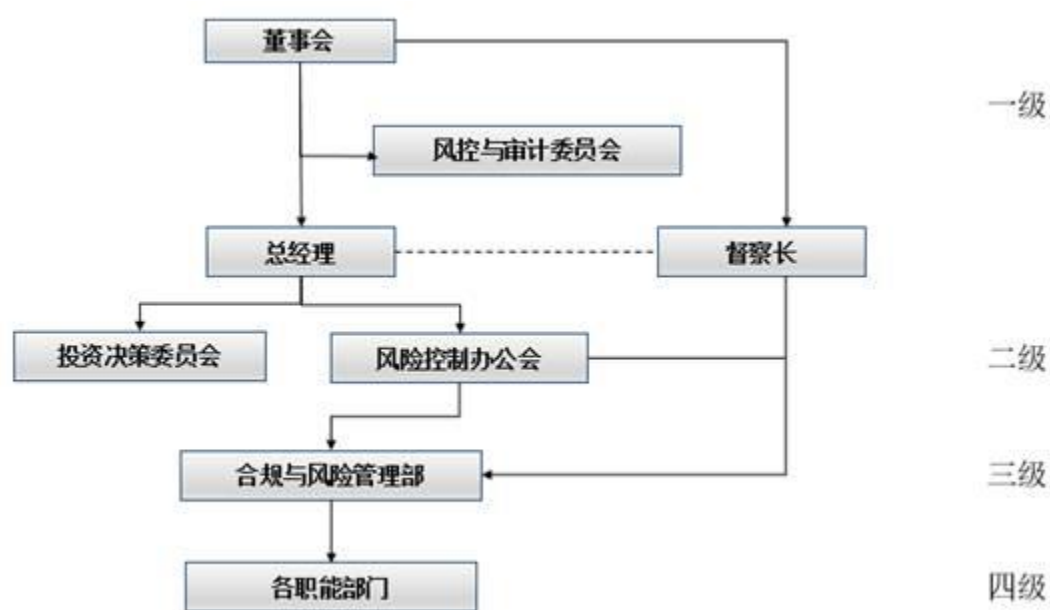 董事会
一级
风控与审计委员会
总经理
督察长
投资决策委员会
风险控制办公会
二级
合规与风险管理部
三级
各职能部门
四级